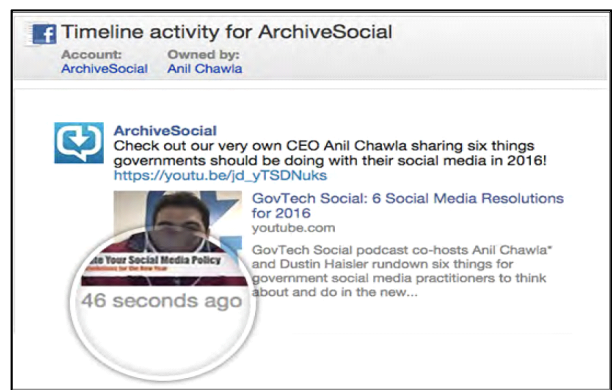 Timeline activity for ArchiveSocial
Account: Owned by:
ArchiveSocial Anil Chawla
ArchiveSocial
Check out our very own CEO Anil Chawla sharing six things
governments should be doing with their social media in 2016!
https://youtu.be/jd_yTSDNuks
GovTech Social: 6 Social Media Resolutions
for 2016
youtube.com
GovTech Social podcast co-hosts Anil Chawla*
and Dustin Haisler rundown six things for
government social media practitioners to think
about and do in the new...
Your Social Media Policy
for the New Year
46 seconds ago